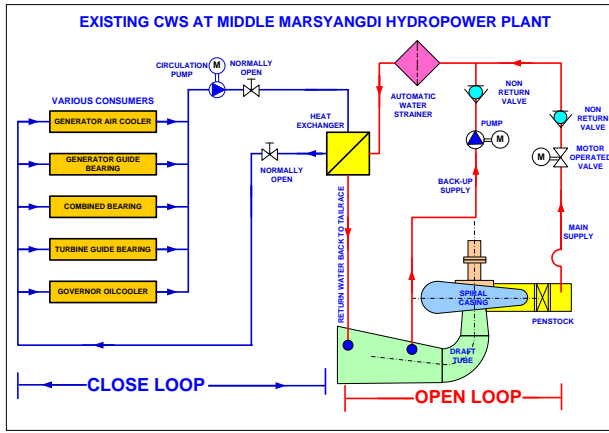 EXISTING CWS AT MIDDLE MARSYANGDI HYDROPOWER PLANT
CIRCULATION
PUMP
M
NORMALLY
OPEN
VARIOUS CONSUMERS
GENERATOR AIR COOLER
GENERATOR GUIDE
BEARING
COMBINED BEARING
TURBINE GUIDE BEARING
GOVERNOR OILCOOLER
HEAT
EXCHANGER
NORMALLY
OPEN
AUTOMATIC
WATER
STRAINER
NON
RETURN
VALVE
PUMP
M
NON
RETURN
VALVE
M
MOTOR
OPERATED
VALVE
BACK-UP
SUPPLY
MAIN
SUPPLY
RETURN WATER BACK TO TAILRACE
SPIRAL
CASING
PENSTOCK
DRAFT
TUBE
CLOSE LOOP
OPEN LOOP